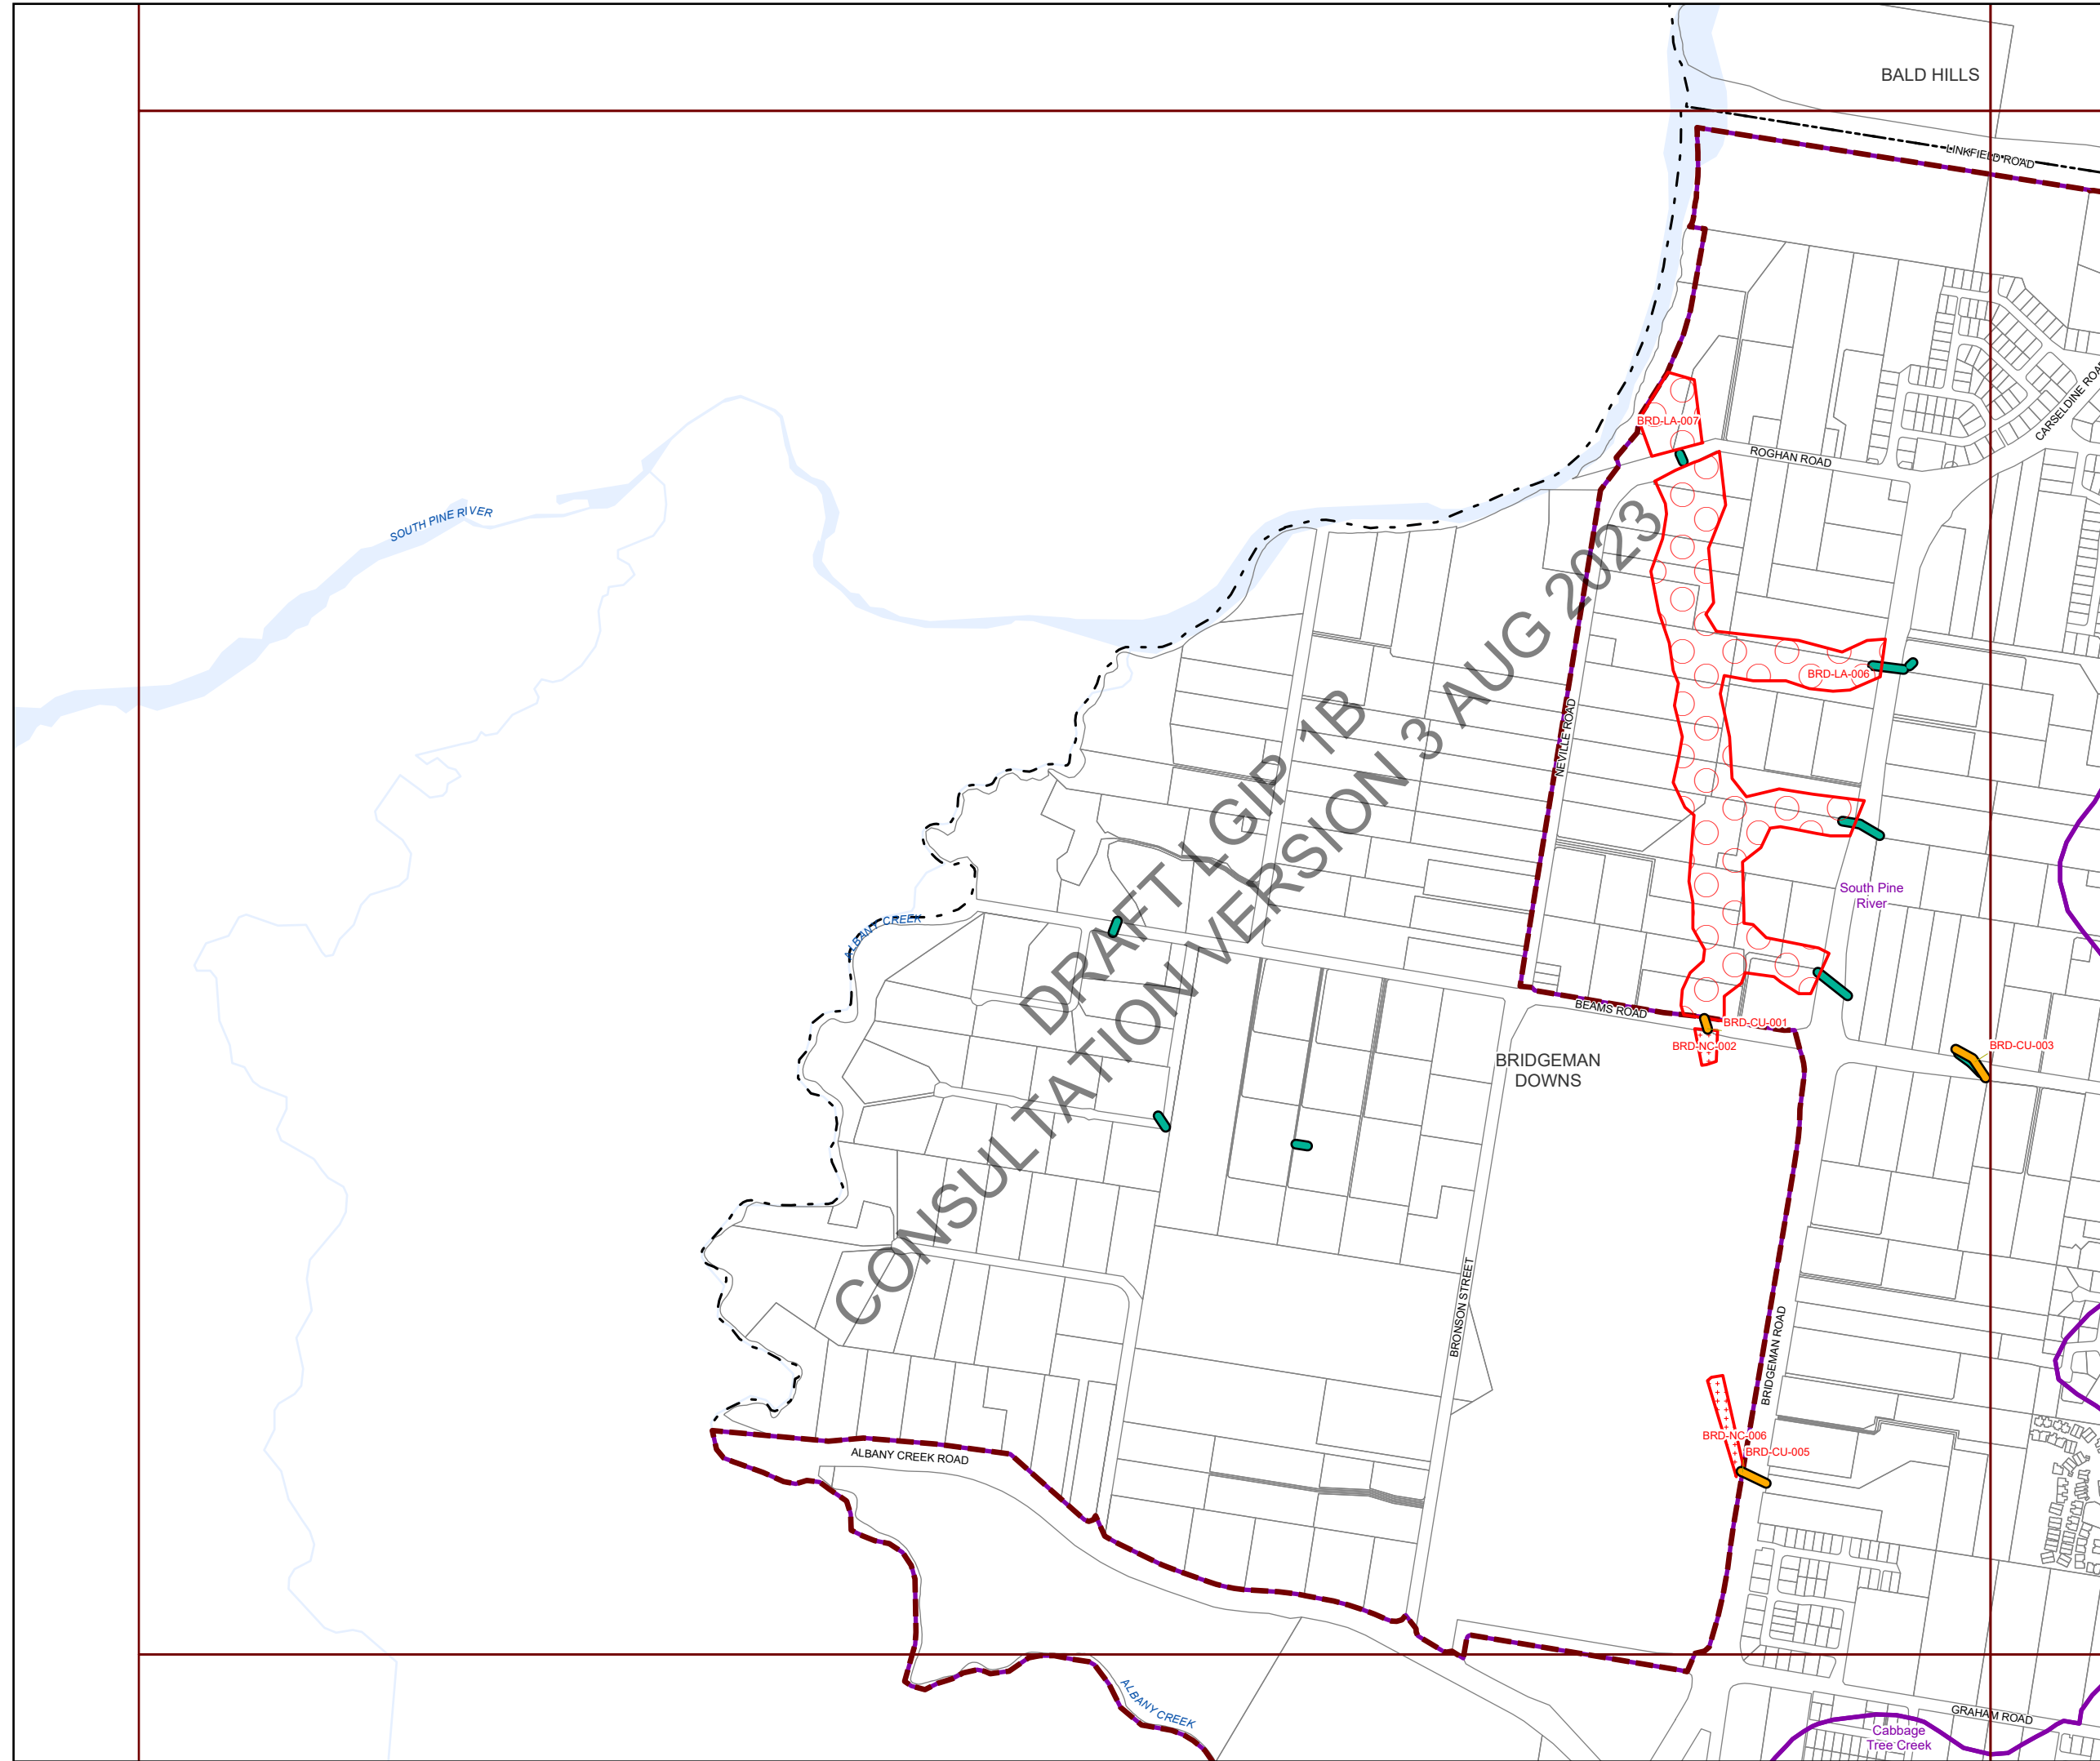 BALD HILLS
LINKFIELD ROAD
CARSELDINE ROA
BRD-LA-007
ROGHAN ROAD
SOUTH PINE RIVER
BRD-LA-006
NEVILLE ROAD
DRAFT LGIP 1B
CONSULTATION VERSION 3 AUG 2023
South Pine
River
ALBANY CREEK
BEAMS ROAD
BRD-CU-001
BRD-NC-002
BRD-CU-003
BRIDGEMAN
DOWNS
BRONSON STREET
BRIDGEMAN ROAD
BRD-NC-006
BRD-CU-005
ALBANY CREEK ROAD
ALBANY CREEK
GRAHAM ROAD
Cabbage
Tree Creek